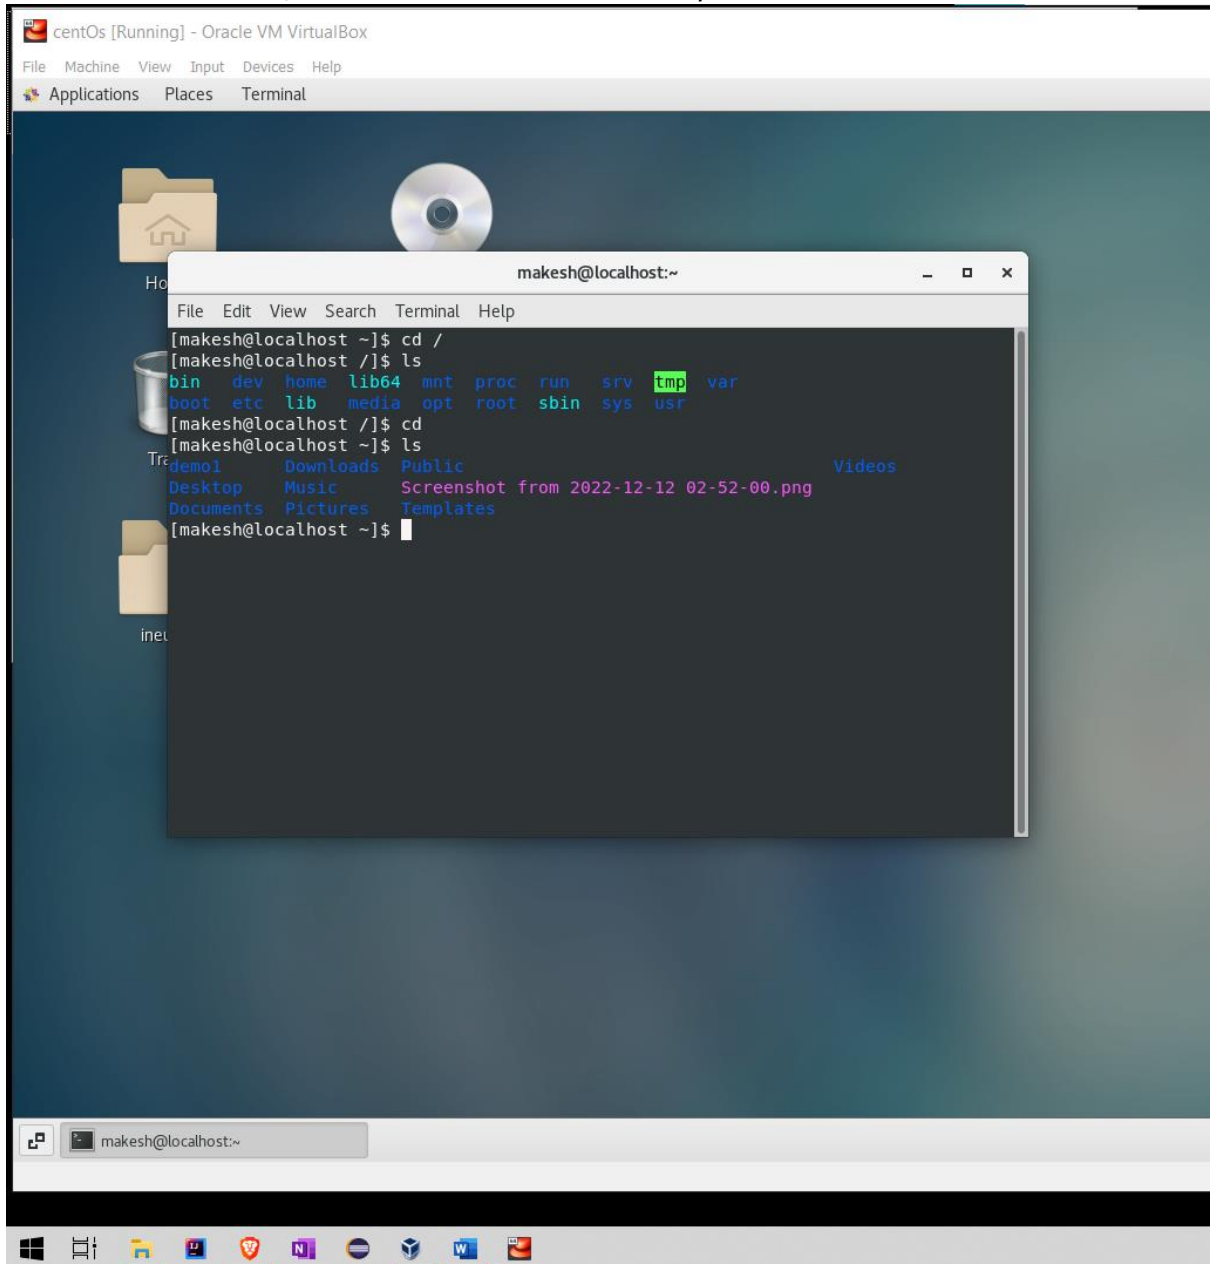 centOs [Running] - Oracle VM VirtualBox
File Machine View Input Devices Help
Applications Places Terminal
makesh@localhost:~
Ho
File Edit View Search Terminal Help
[makesh@localhost ~]$ cd /
[makesh@localhost /]$ ls
bin dev home lib64 mnt proc run srv tmp var
boot etc lib media opt root sbin sys usr
[makesh@localhost /]$ cd
[makesh@localhost ~]$ ls
Tra
demo1 Downloads Public Videos
Desktop Music Screenshot from 2022-12-12 02-52-00.png
Documents Pictures Templates
[makesh@localhost ~]$
ineu
makesh@localhost:~